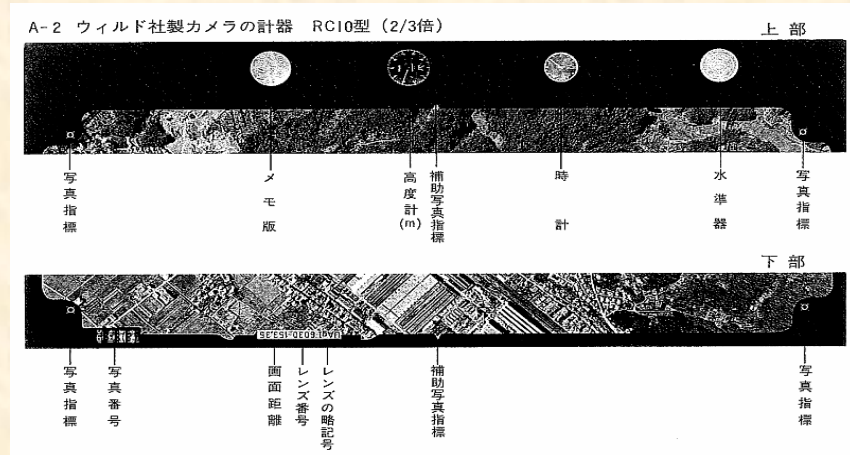 A-2 ウィルド社製カメラの計器 RC10型 (2/3倍)
上部
写真指標
メモ版
高度計(m)
補助写真指標
時計
水準器
写真指標
下部
写真指標
写真番号
画面距離
レンズ番号
レンズの略記号
補助写真指標
写真指標